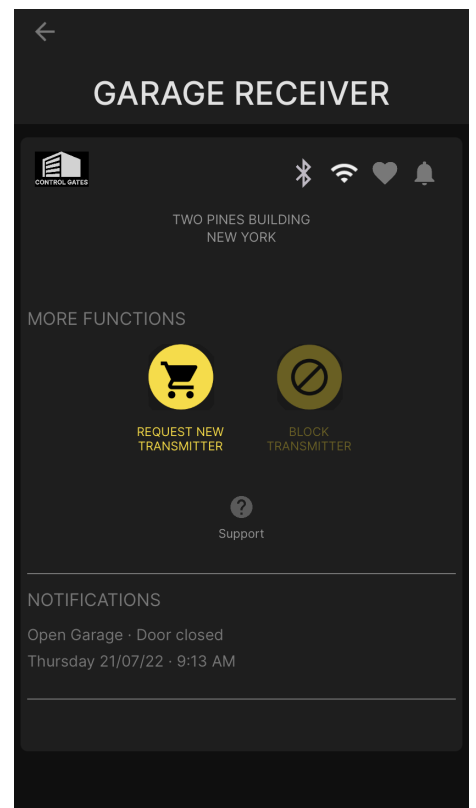 GARAGE RECEIVER
CONTROL GATES
TWO PINES BUILDING
NEW YORK
MORE FUNCTIONS
REQUEST NEW
TRANSMITTER
BLOCK
TRANSMITTER
Support
NOTIFICATIONS
Open Garage · Door closed
Thursday 21/07/22 · 9:13 AM